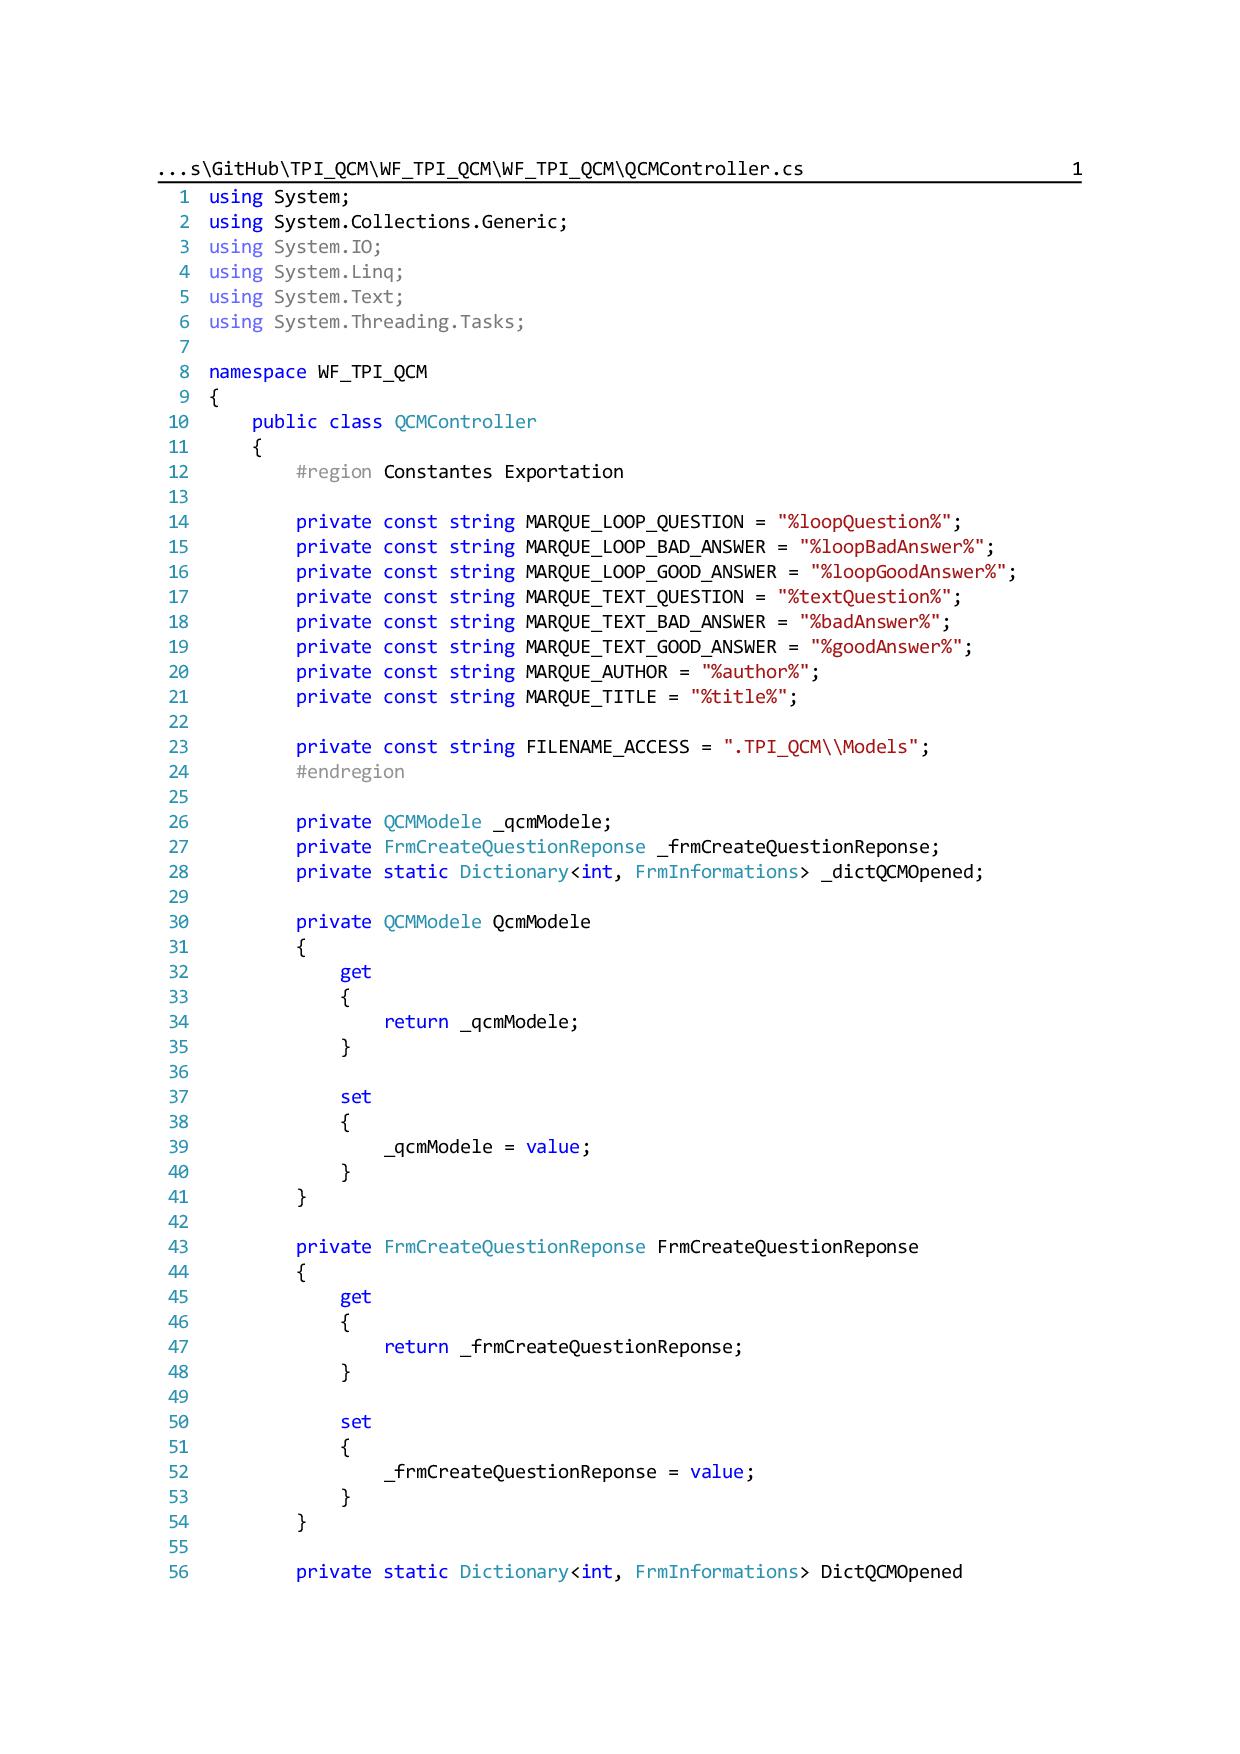 ...s\GitHub\TPI_QCM\WF_TPI_QCM\WF_TPI_QCM\QCMController.cs 1
1 using System;
2 using System.Collections.Generic;
3 using System.IO;
4 using System.Linq;
5 using System.Text;
6 using System.Threading.Tasks;
7
8 namespace WF_TPI_QCM
9 {
10     public class QCMController
11     {
12         #region Constantes Exportation
13
14         private const string MARQUE_LOOP_QUESTION = "%loopQuestion%";
15         private const string MARQUE_LOOP_BAD_ANSWER = "%loopBadAnswer%";
16         private const string MARQUE_LOOP_GOOD_ANSWER = "%loopGoodAnswer%";
17         private const string MARQUE_TEXT_QUESTION = "%textQuestion%";
18         private const string MARQUE_TEXT_BAD_ANSWER = "%badAnswer%";
19         private const string MARQUE_TEXT_GOOD_ANSWER = "%goodAnswer%";
20         private const string MARQUE_AUTHOR = "%author%";
21         private const string MARQUE_TITLE = "%title%";
22
23         private const string FILENAME_ACCESS = ".TPI_QCM\\Models";
24         #endregion
25
26         private QCMModele _qcmModele;
27         private FrmCreateQuestionReponse _frmCreateQuestionReponse;
28         private static Dictionary<int, FrmInformations> _dictQCMOpened;
29
30         private QCMModele QcmModele
31         {
32             get
33             {
34                 return _qcmModele;
35             }
36
37             set
38             {
39                 _qcmModele = value;
40             }
41         }
42
43         private FrmCreateQuestionReponse FrmCreateQuestionReponse
44         {
45             get
46             {
47                 return _frmCreateQuestionReponse;
48             }
49
50             set
51             {
52                 _frmCreateQuestionReponse = value;
53             }
54         }
55
56         private static Dictionary<int, FrmInformations> DictQCMOpened